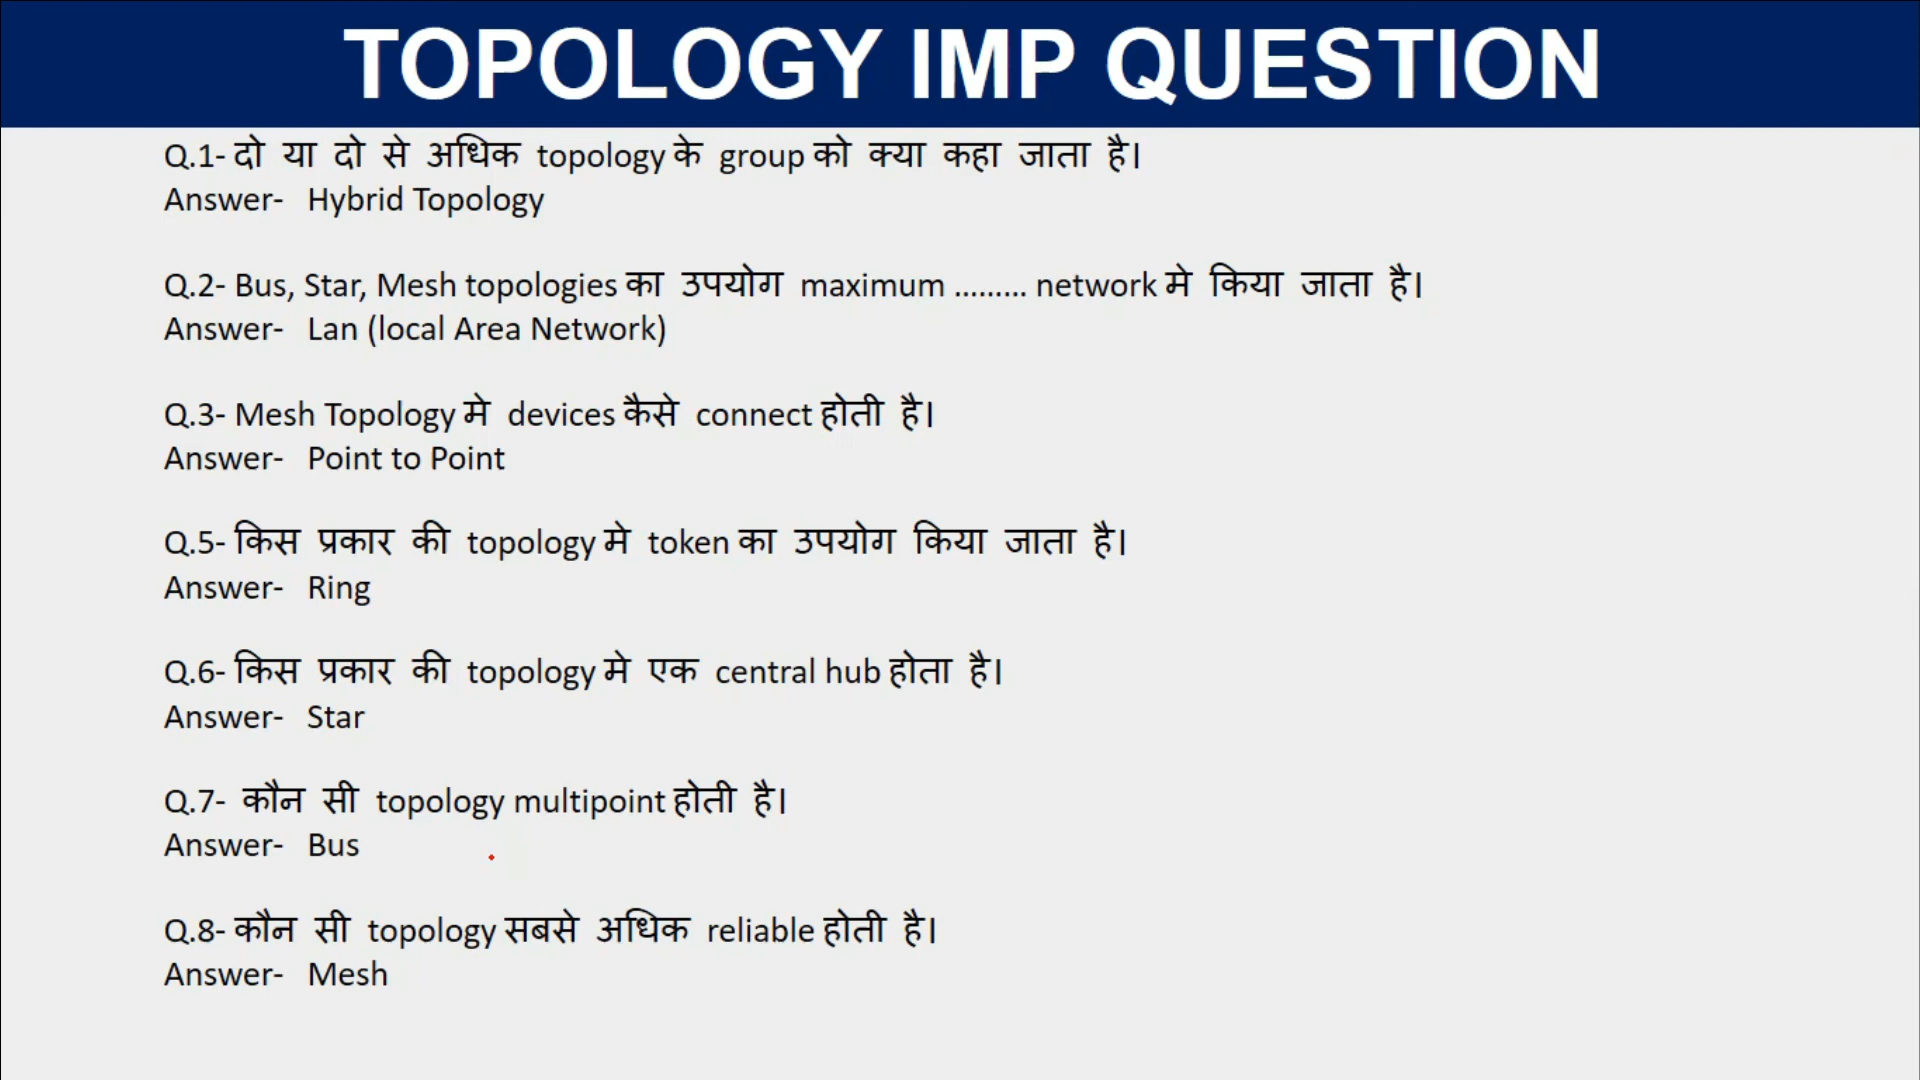 TOPOLOGY IMP QUESTION
Q.1- दो या दो से अधिक topology के group को क्या कहा जाता है।
Answer- Hybrid Topology
Q.2- Bus, Star, Mesh topologies का उपयोग maximum ......... network मे किया जाता है।
Answer- Lan (local Area Network)
Q.3- Mesh Topology मे devices कैसे connect होती है।
Answer- Point to Point
Q.5- किस प्रकार की topology मे token का उपयोग किया जाता है।
Answer- Ring
Q.6- किस प्रकार की topology मे एक central hub होता है।
Answer- Star
Q.7- कौन सी topology multipoint होती है।
Answer- Bus
Q.8- कौन सी topology सबसे अधिक reliable होती है।
Answer- Mesh